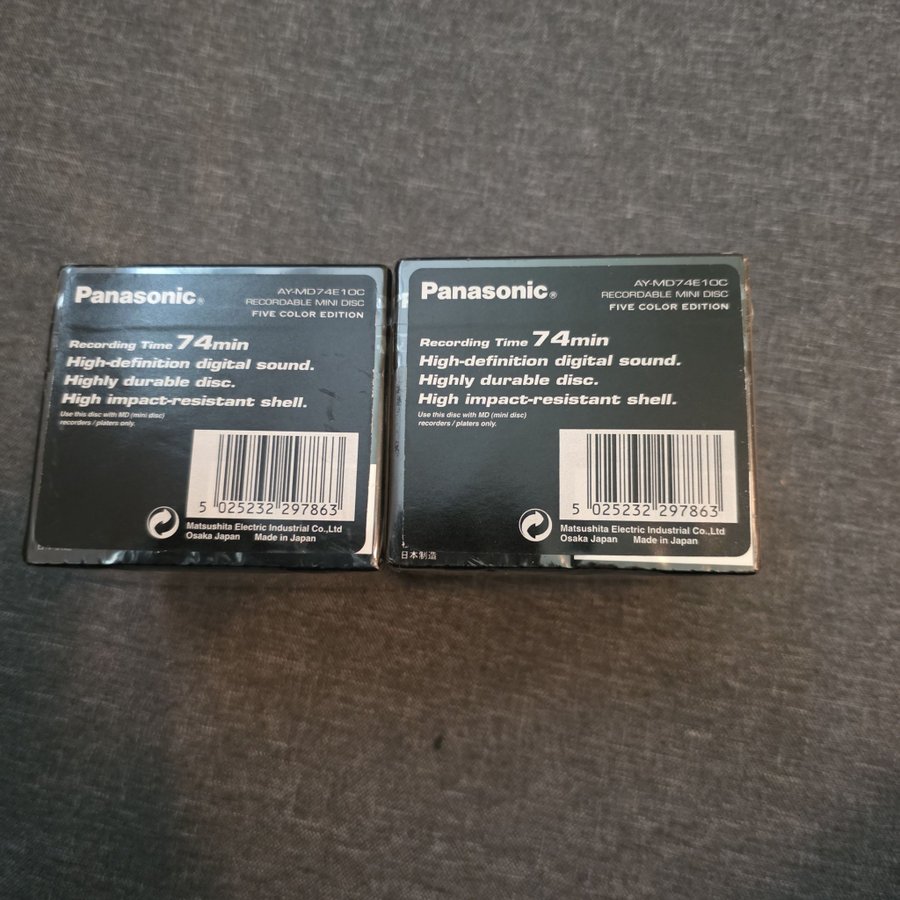 Panasonic®
AY-MD74E10C
RECORDABLE MINI DISC
FIVE COLOR EDITION
Recording Time 74min
High-definition digital sound.
Highly durable disc.
High impact-resistant shell.
Use this disc with MD (mini disc)
recorders / platers only.
5 025232 297863
Matsushita Electric Industrial Co.,Ltd
Osaka Japan Made in Japan
Panasonic®
AY-MD74E10C
RECORDABLE MINI DISC
FIVE COLOR EDITION
Recording Time 74min
High-definition digital sound.
Highly durable disc.
High impact-resistant shell.
Use this disc with MD (mini disc)
recorders / platers only.
5 025232 297863
Matsushita Electric Industrial Co.,Ltd
Osaka Japan Made in Japan
日本制造